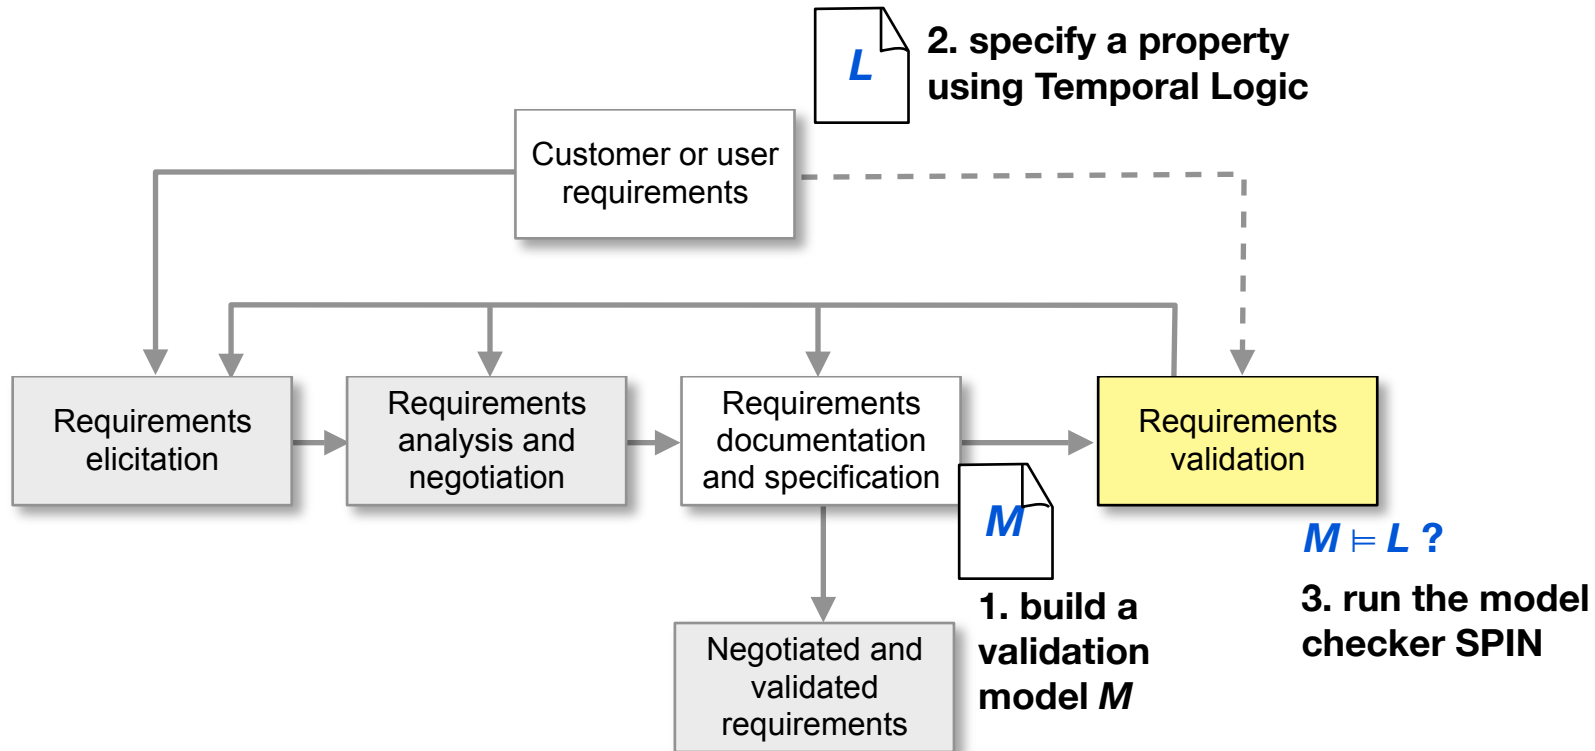 L
2. specify a property
using Temporal Logic
Customer or user
requirements
Requirements
elicitation
Requirements
analysis and
negotiation
Requirements
documentation
and specification
Requirements
validation
M
M ⊨ L ?
1. build a
validation
model M
3. run the model
checker SPIN
Negotiated and
validated
requirements